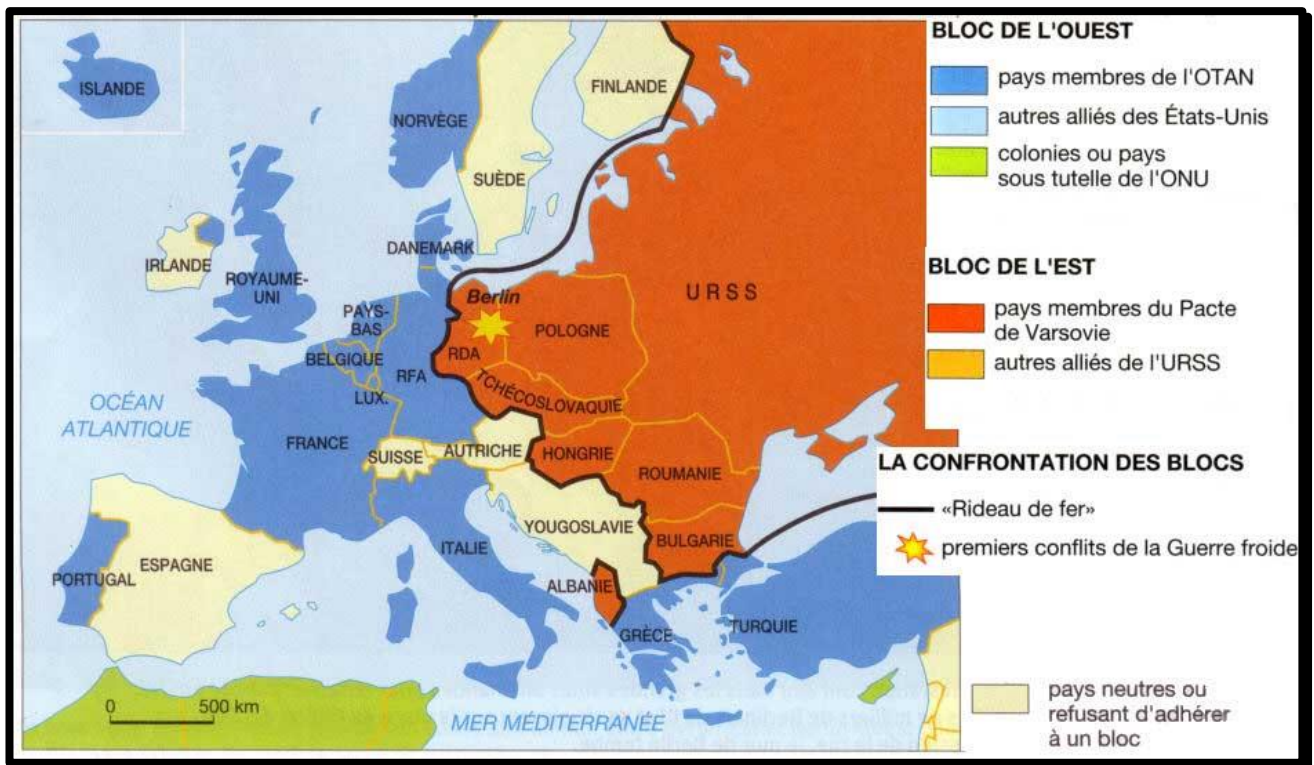 ISLANDE
FINLANDE
NORVÈGE
SUÈDE
DANEMARK
IRLANDE
ROYAUME-
UNI
PAYS-
BAS
Berlin
URSS
POLOGNE
BELGIQUE
RDA
RFA
LUX.
TCHÉCOSLOVAQUIE
OCÉAN
ATLANTIQUE
FRANCE
SUISSE
AUTRICHE
HONGRIE
ROUMANIE
YOUGOSLAVIE
BULGARIE
ITALIE
ESPAGNE
PORTUGAL
ALBANIE
GRÈCE
TURQUIE
0 500 km
MER MÉDITERRANÉE
BLOC DE L'OUEST
pays membres de l'OTAN
autres alliés des États-Unis
colonies ou pays
sous tutelle de l'ONU
BLOC DE L'EST
pays membres du Pacte
de Varsovie
autres alliés de l'URSS
LA CONFRONTATION DES BLOCS
«Rideau de fer»
premiers conflits de la Guerre froide
pays neutres ou
refusant d'adhérer
à un bloc